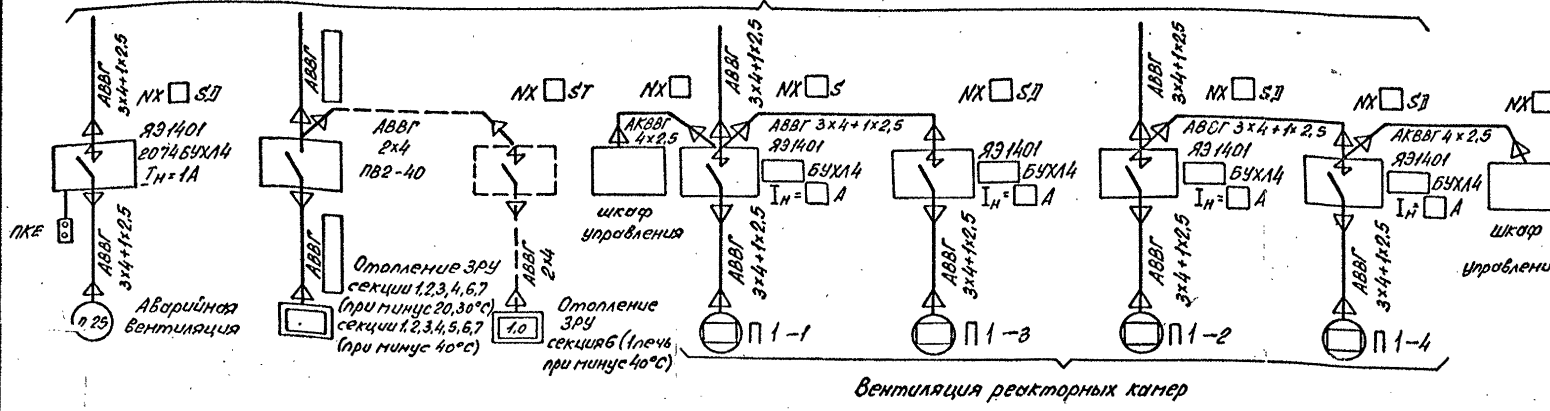 АВВГ
3х4+1х2,5
NX SД
ЯЭ1401
2074БУХЛ4
Iн=1А
ПКЕ
АВВГ
3х4+1х2,5
п 25
Аварийная
вентиляция
АВВГ
АВВГ
2х4
ПВ2-40
АВВГ
Отопление ЗРУ
секции 1,2,3,4,6,7
(при минус 20,30°С)
секции 1,2,3,4,5,6,7
(при минус 40°С)
NX SТ
АВВГ
2х4
1.0
Отопление
ЗРУ
секция 6 (1 печь
при минус 40°С)
NX
АКВВГ
4х2,5
шкаф
управления
АВВГ
3х4+1х2,5
NX S
АВВГ 3х4+1х2,5
ЯЭ1401
БУХЛ4
Iн= А
АВВГ
3х4+1х2,5
П 1-1
NX SД
ЯЭ1401
БУХЛ4
Iн= А
АВВГ
3х4+1х2,5
П 1-3
АВВГ
3х4+1х2,5
NX SД
АВВГ 3х4+1х2,5
ЯЭ1401
БУХЛ4
Iн= А
АВВГ
3х4+1х2,5
П 1-2
NX SД
АКВВГ 4х2,5
ЯЭ1401
БУХЛ4
Iн= А
АВВГ
3х4+1х2,5
П 1-4
NX
шкаф
управлени
Вентиляция реакторных камер